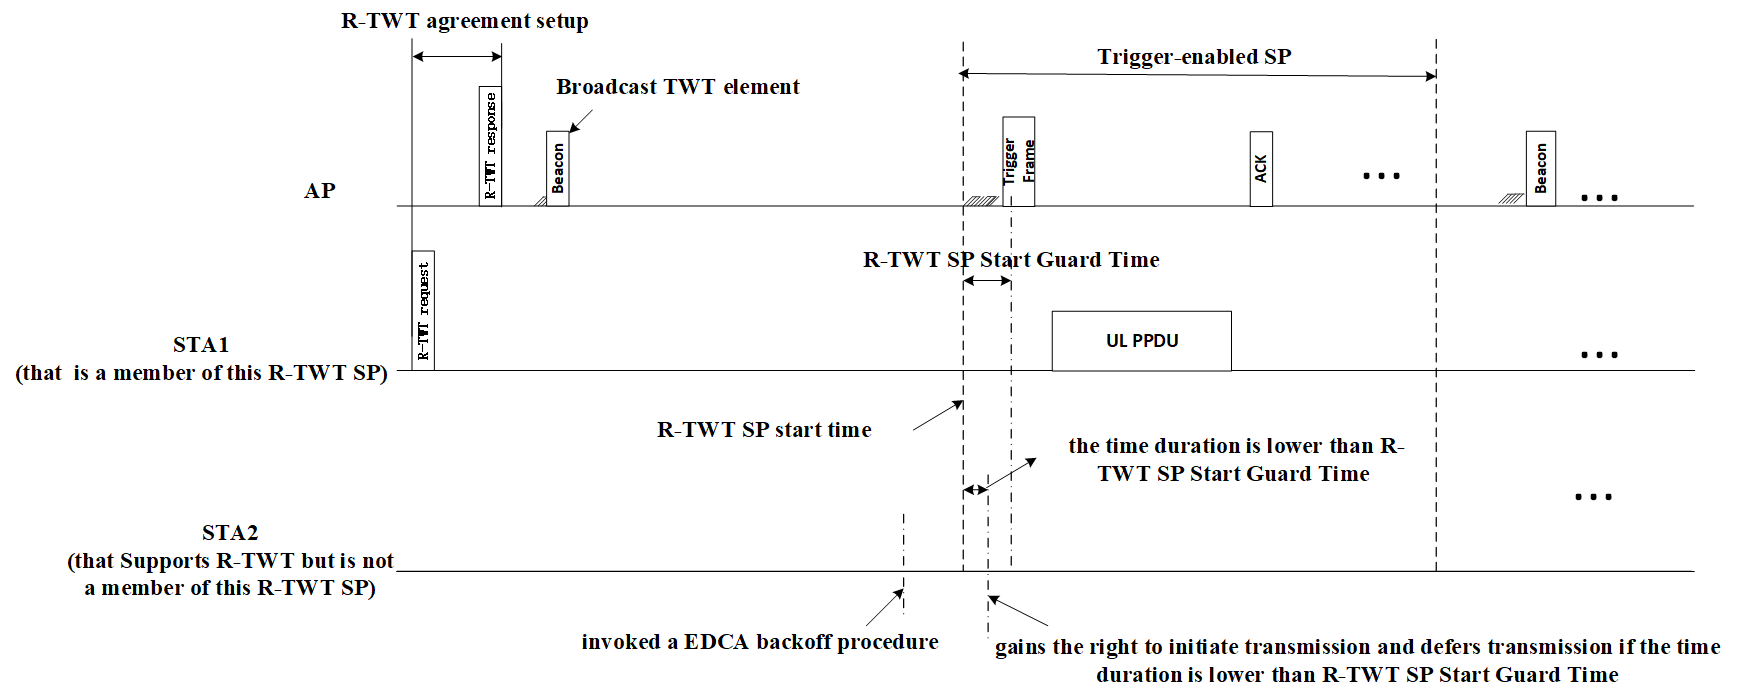 R-TWT agreement setup
Trigger-enabled SP
Broadcast TWT element
R-TWT response
Beacon
Trigger
Frame
ACK
...
Beacon
...
AP
R-TWT SP Start Guard Time
R-TWT request
UL PPDU
STA1
(that is a member of this R-TWT SP)
...
R-TWT SP start time
the time duration is lower than R-
TWT SP Start Guard Time
...
STA2
(that Supports R-TWT but is not
a member of this R-TWT SP)
invoked a EDCA backoff procedure
gains the right to initiate transmission and defers transmission if the time
duration is lower than R-TWT SP Start Guard Time